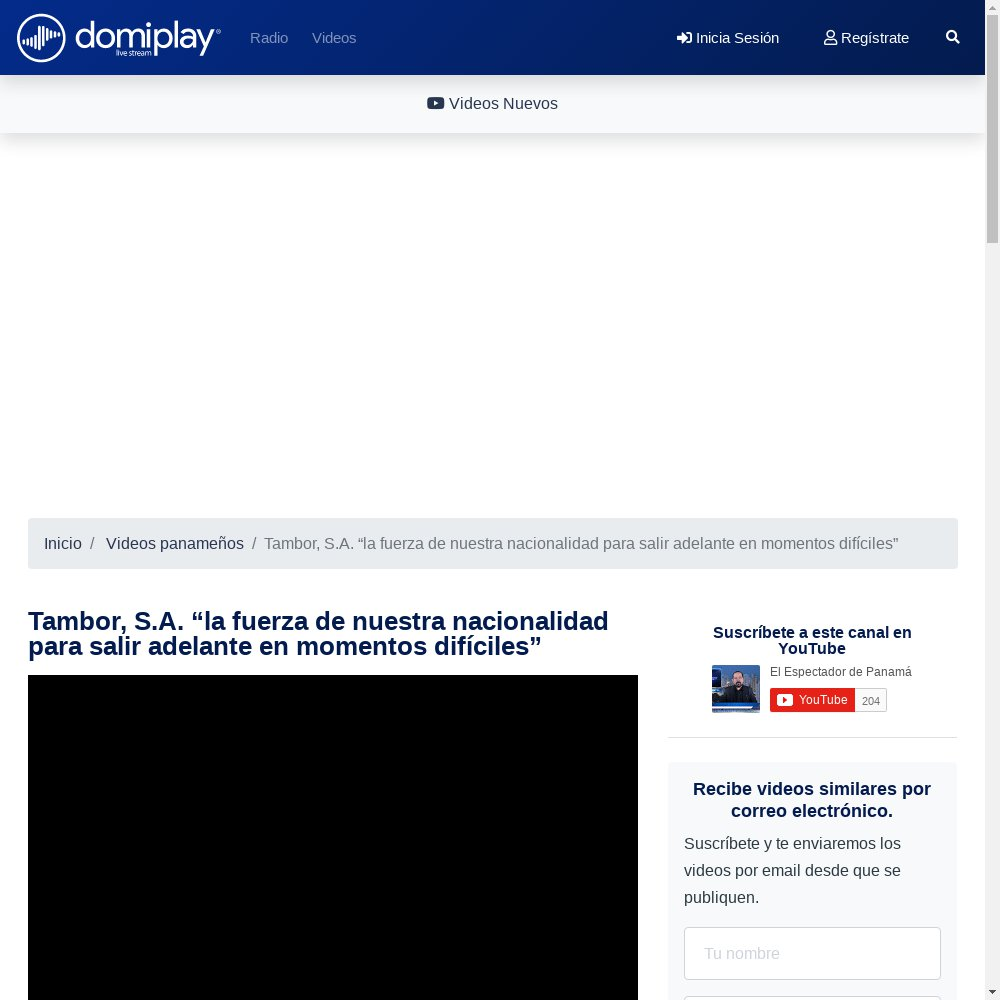 domiplay®
live stream
Radio
Videos
Inicia Sesión
Regístrate
Videos Nuevos
Inicio / Videos panameños / Tambor, S.A. “la fuerza de nuestra nacionalidad para salir adelante en momentos difíciles”
Tambor, S.A. “la fuerza de nuestra nacionalidad
para salir adelante en momentos difíciles”
Suscríbete a este canal en
YouTube
El Espectador de Panamá
YouTube 204
Recibe videos similares por
correo electrónico.
Suscríbete y te enviaremos los
videos por email desde que se
publiquen.
Tu nombre